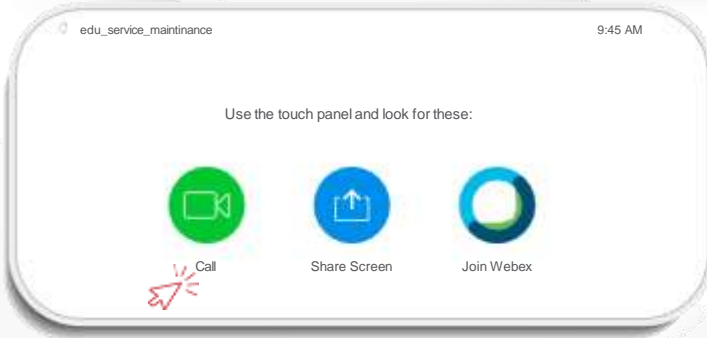 edu_service_maintinance 9:45 AM
Use the touch panel and look for these:
Call Share Screen Join Webex